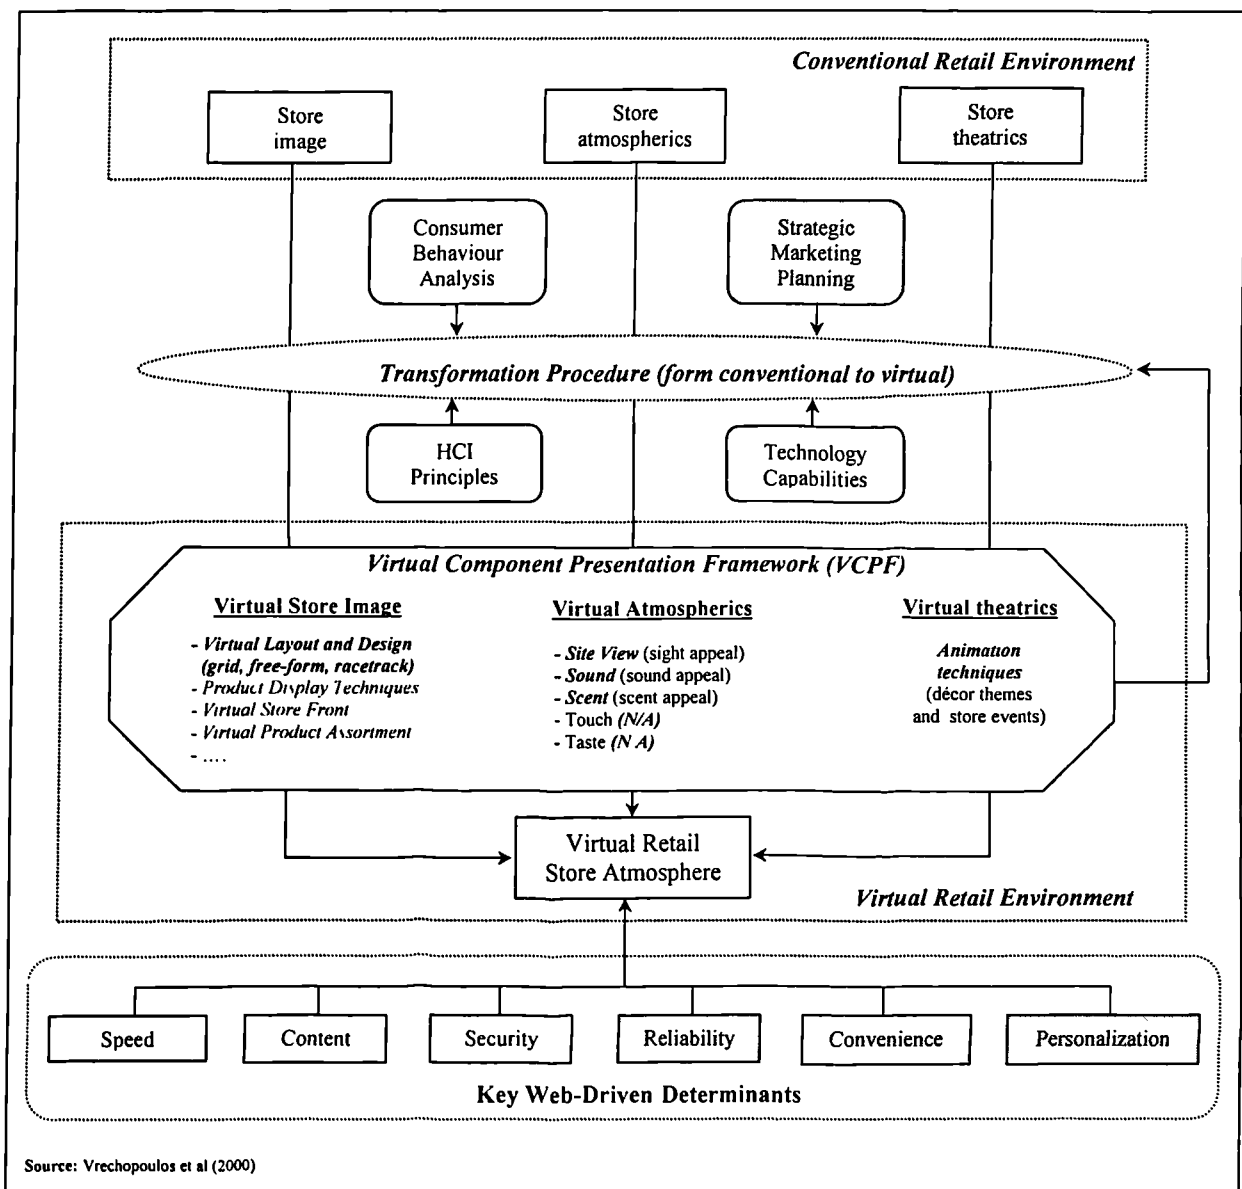 Conventional Retail Environment
Store
image
Store
atmospherics
Store
theatrics
Consumer
Behaviour
Analysis
Strategic
Marketing
Planning
Transformation Procedure (form conventional to virtual)
HCI
Principles
Technology
Capabilities
Virtual Component Presentation Framework (VCPF)
Virtual Store Image
- Virtual Layout and Design
(grid, free-form, racetrack)
- Product Display Techniques
- Virtual Store Front
- Virtual Product Assortment
- ....
Virtual Atmospherics
- Site View (sight appeal)
- Sound (sound appeal)
- Scent (scent appeal)
- Touch (N/A)
- Taste (N A)
Virtual theatrics
Animation
techniques
(décor themes
and store events)
Virtual Retail
Store Atmosphere
Virtual Retail Environment
Speed
Content
Security
Reliability
Convenience
Personalization
Key Web-Driven Determinants
Source: Vrechopoulos et al (2000)